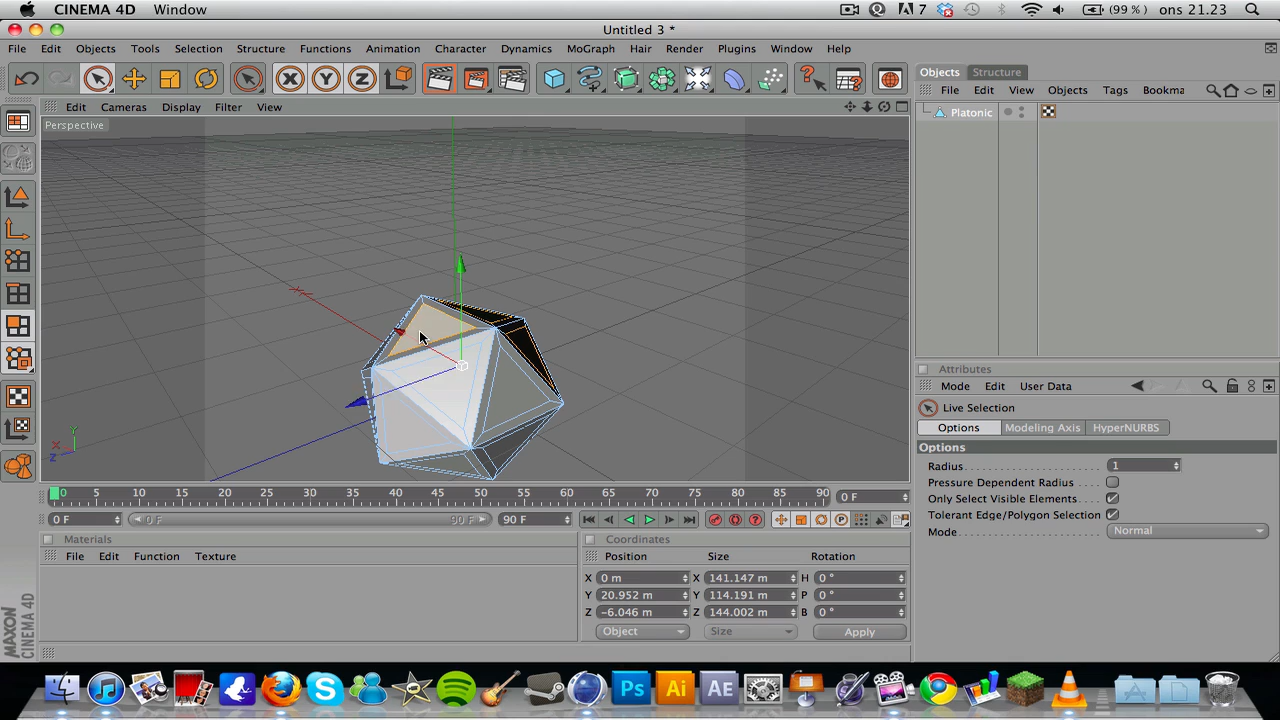 CINEMA 4D Window 7 (99 %) ons 21.23
Untitled 3 *
File Edit Objects Tools Selection Structure Functions Animation Character Dynamics MoGraph Hair Render Plugins Window Help
X Y Z
Objects Structure
File Edit View Objects Tags Bookma
Edit Cameras Display Filter View
Perspective
Platonic
Y
X
Z
Attributes
Mode Edit User Data
Live Selection
Options Modeling Axis HyperNURBS
Options
Radius 1
Pressure Dependent Radius
Only Select Visible Elements
Tolerant Edge/Polygon Selection
Mode Normal
0 5 10 15 20 25 30 35 40 45 50 55 60 65 70 75 80 85 90 0 F
0 F 0 F 90 F 90 F
Materials
File Edit Function Texture
Coordinates
Position Size Rotation
X 0 m X 141.147 m H 0 °
Y 20.952 m Y 114.191 m P 0 °
Z -6.046 m Z 144.002 m B 0 °
Object Size Apply
MAXON
CINEMA 4D
Ps Ai AE